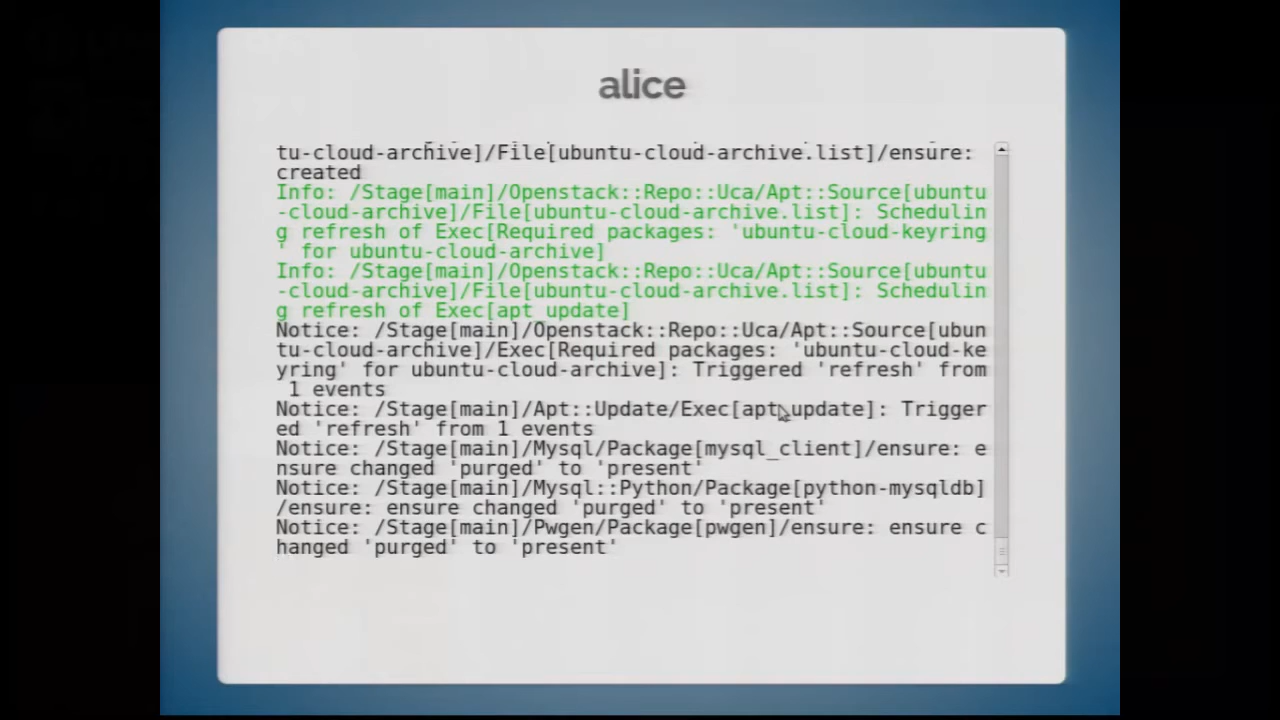 alice
tu-cloud-archive]/File[ubuntu-cloud-archive.list]/ensure:
created
Info: /Stage[main]/Openstack::Repo::Uca/Apt::Source[ubuntu
-cloud-archive]/File[ubuntu-cloud-archive.list]: Schedulin
g refresh of Exec[Required packages: 'ubuntu-cloud-keyring
' for ubuntu-cloud-archive]
Info: /Stage[main]/Openstack::Repo::Uca/Apt::Source[ubuntu
-cloud-archive]/File[ubuntu-cloud-archive.list]: Schedulin
g refresh of Exec[apt_update]
Notice: /Stage[main]/Openstack::Repo::Uca/Apt::Source[ubun
tu-cloud-archive]/Exec[Required packages: 'ubuntu-cloud-ke
yring' for ubuntu-cloud-archive]: Triggered 'refresh' from
1 events
Notice: /Stage[main]/Apt::Update/Exec[apt_update]: Trigger
ed 'refresh' from 1 events
Notice: /Stage[main]/Mysql/Package[mysql_client]/ensure: e
nsure changed 'purged' to 'present'
Notice: /Stage[main]/Mysql::Python/Package[python-mysqldb]
/ensure: ensure changed 'purged' to 'present'
Notice: /Stage[main]/Pwgen/Package[pwgen]/ensure: ensure c
hanged 'purged' to 'present'